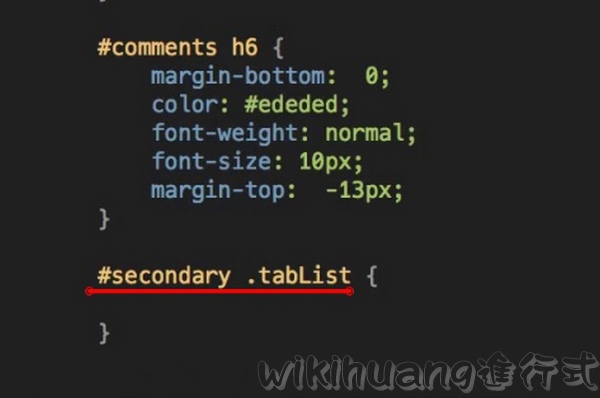 }
#comments h6 {
    margin-bottom:  0;
    color: #ededed;
    font-weight: normal;
    font-size: 10px;
    margin-top:  -13px;
}
#secondary .tabList {
}
wikihuang進行式